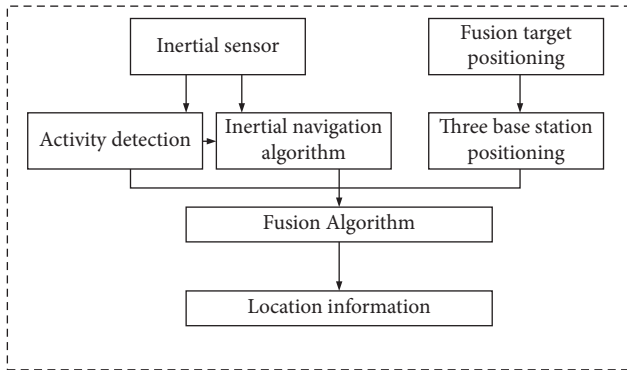 Inertial sensor
Fusion target
positioning
Activity detection
Inertial navigation
algorithm
Three base station
positioning
Fusion Algorithm
Location information